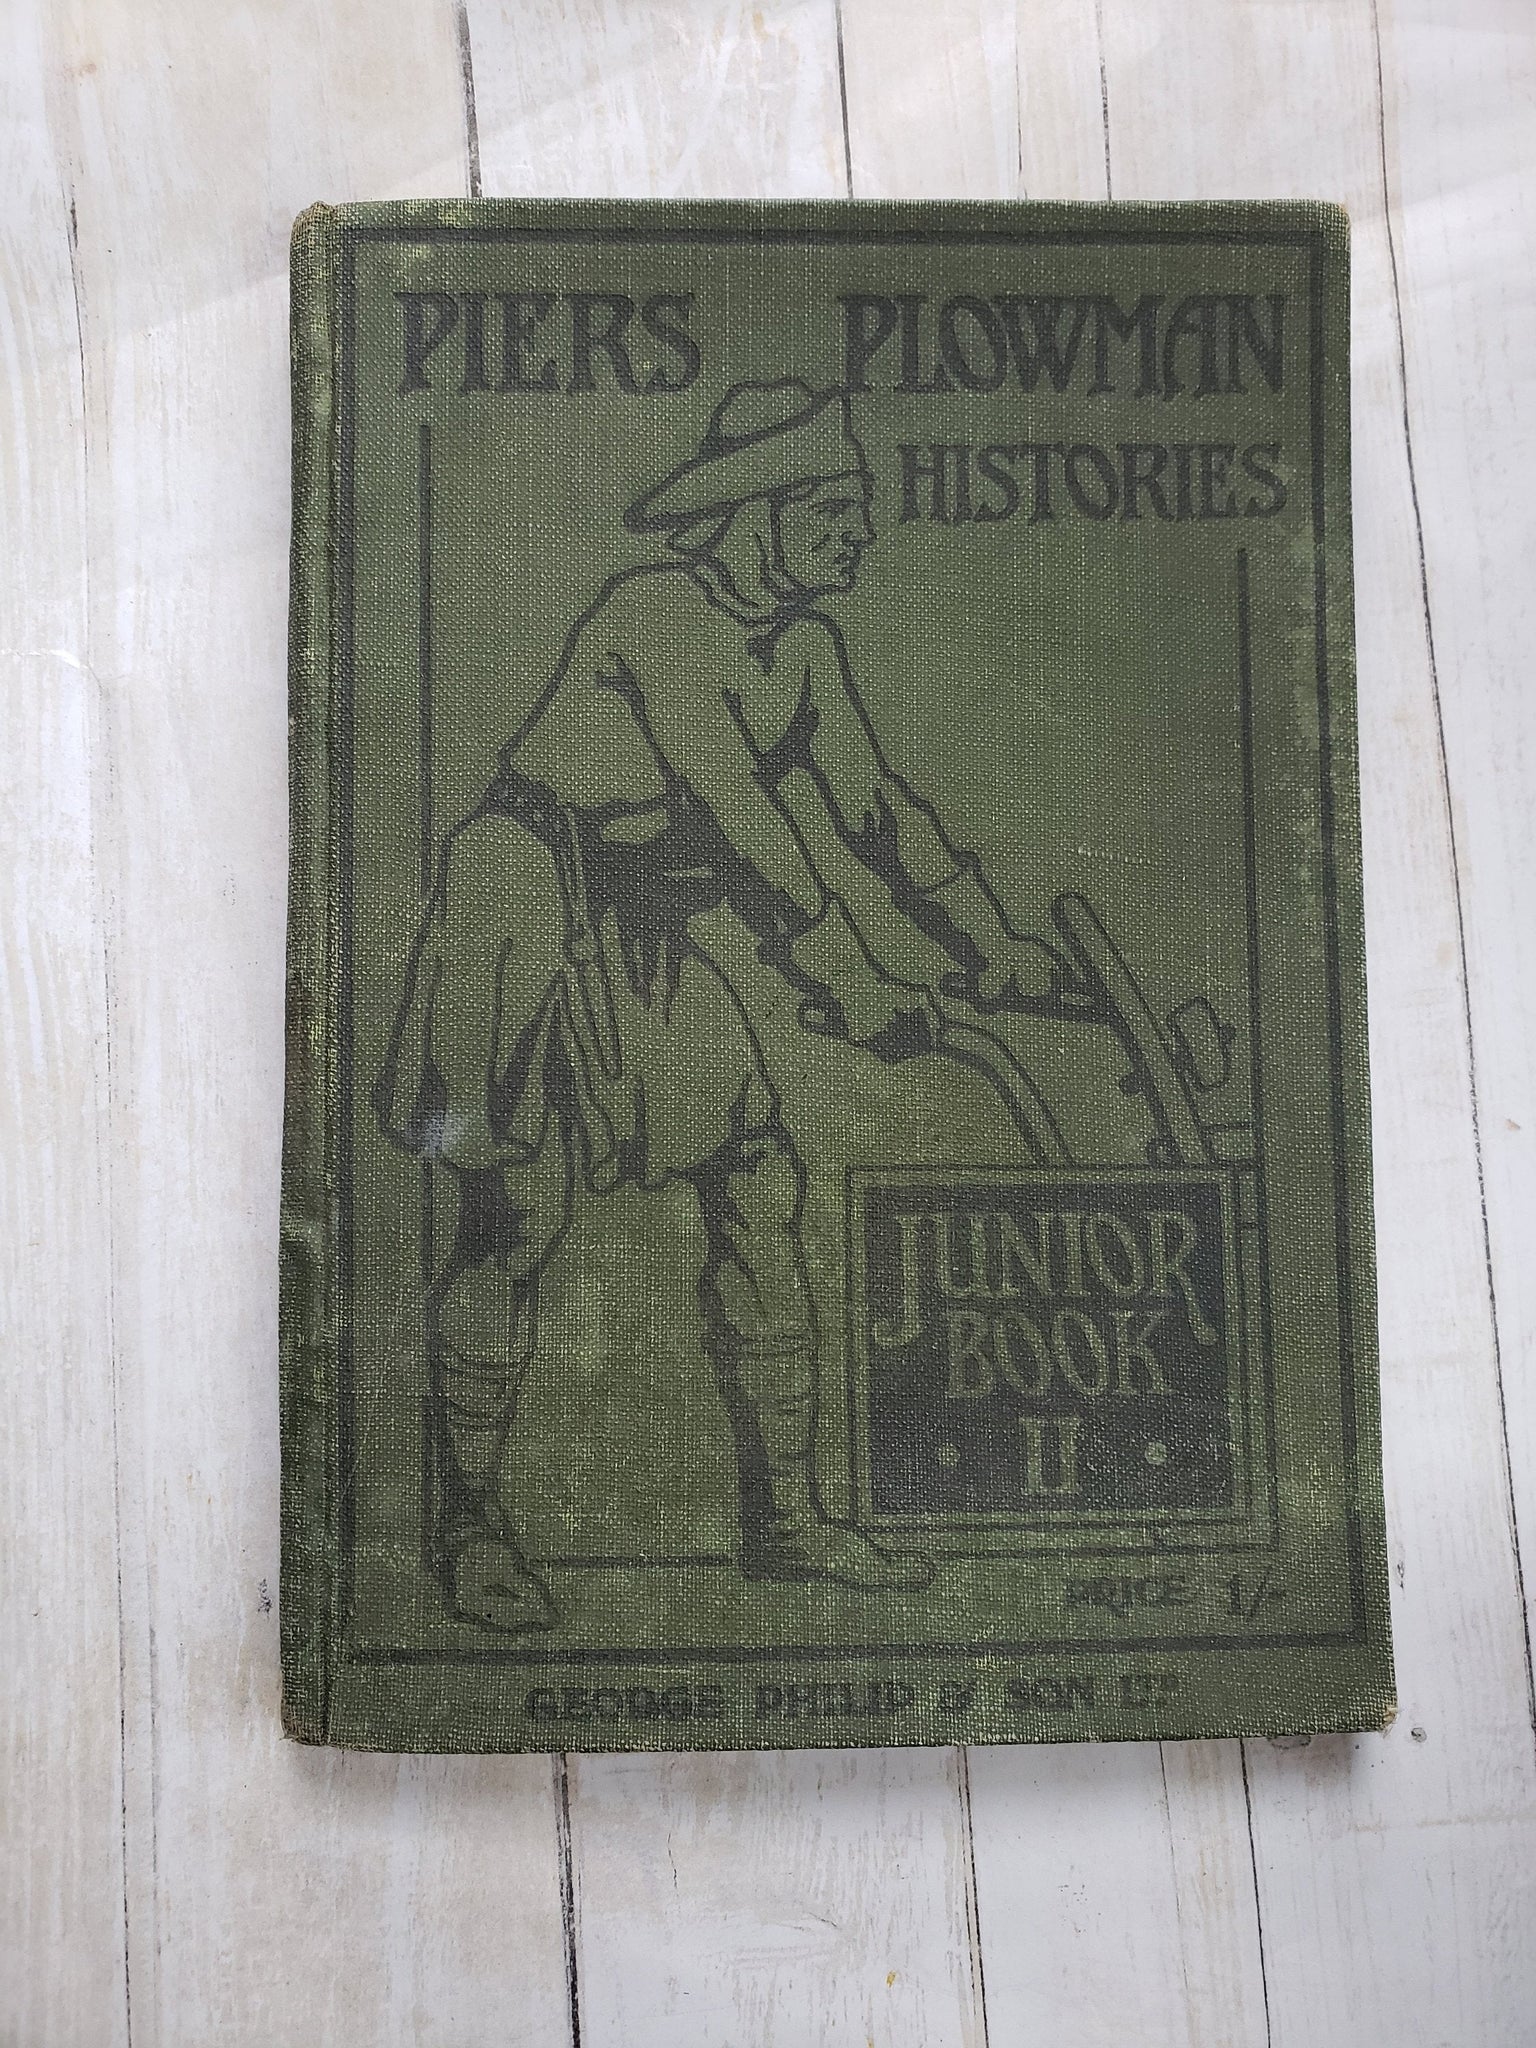 PIERS PLOWMAN
HISTORIES
JUNIOR
BOOK
· II ·
PRICE 1/-
GEORGE PHILIP & SON LTD